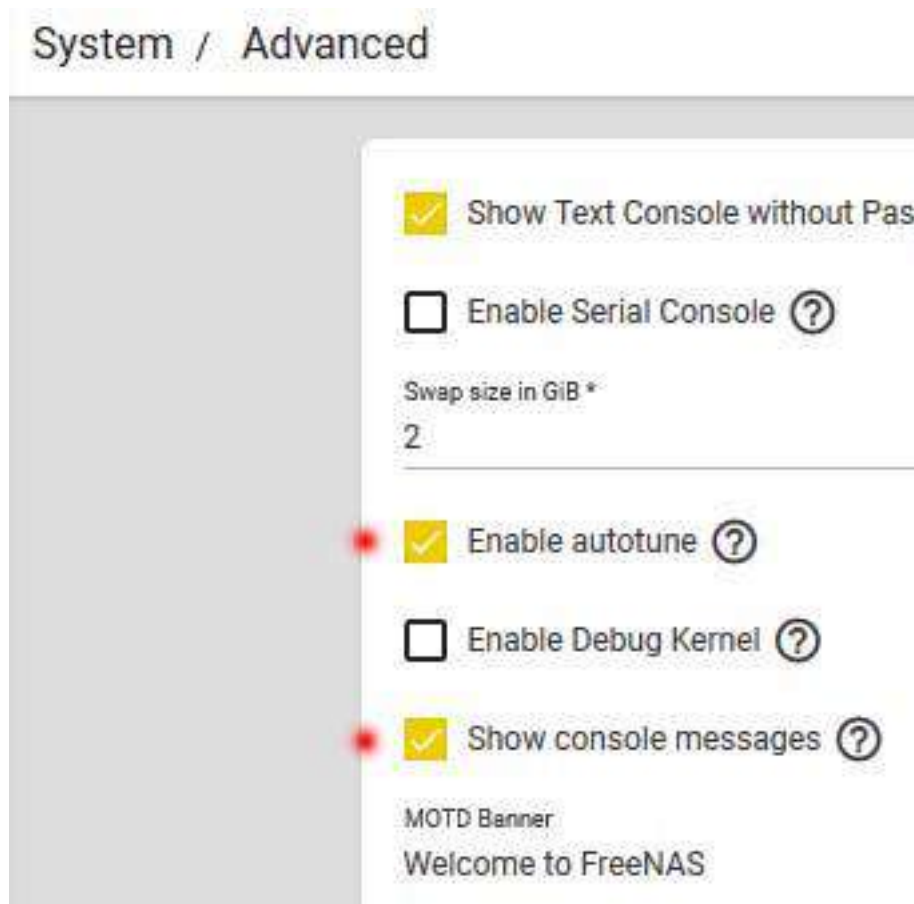 System / Advanced
Show Text Console without Pas
Enable Serial Console ?
Swap size in GiB *
2
Enable autotune ?
Enable Debug Kernel ?
Show console messages ?
MOTD Banner
Welcome to FreeNAS